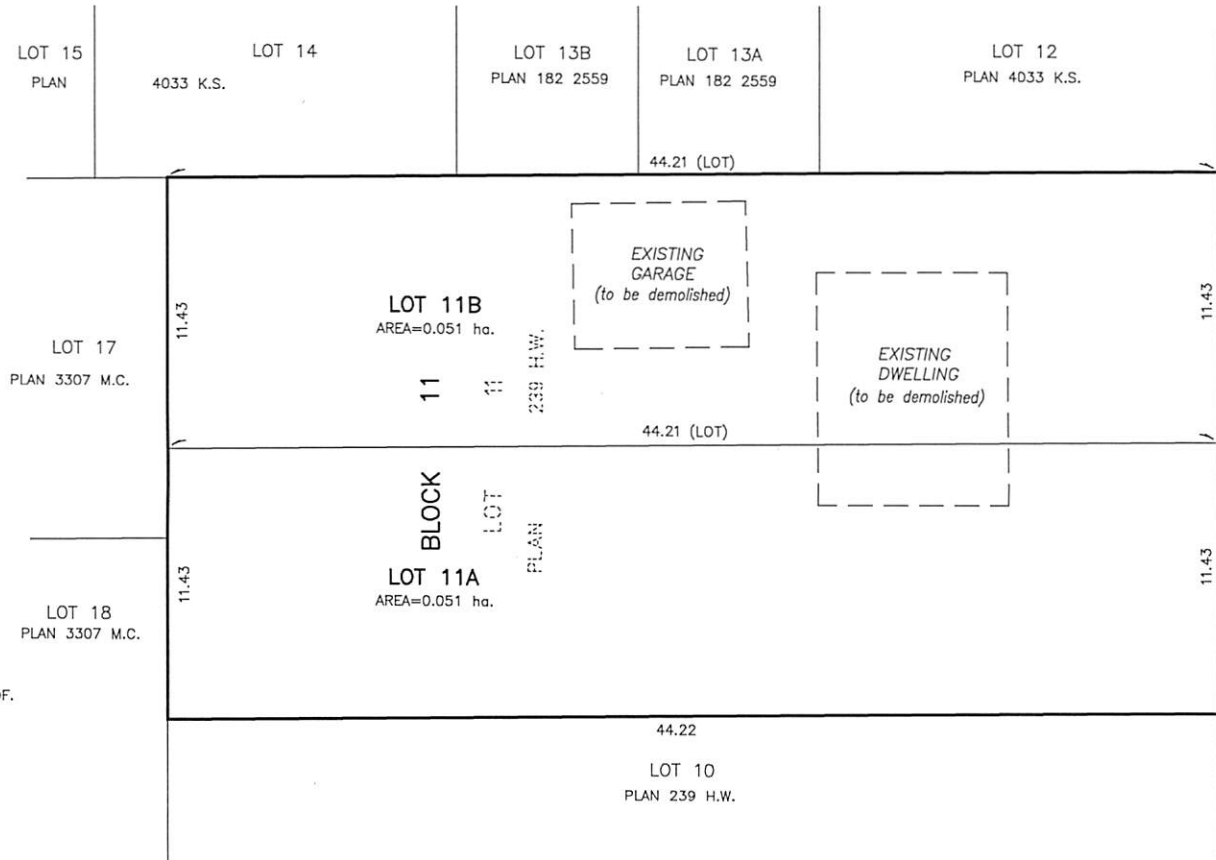 LOT 15
PLAN
LOT 14
4033 K.S.
LOT 13B
PLAN 182 2559
LOT 13A
PLAN 182 2559
LOT 12
PLAN 4033 K.S.
44.21 (LOT)
EXISTING
GARAGE
(to be demolished)
11.43
LOT 11B
AREA=0.051 ha.
11.43
LOT 17
PLAN 3307 M.C.
EXISTING
DWELLING
(to be demolished)
44.21 (LOT)
BLOCK 11
LOT 11
PLAN 239 H.W.
11.43
LOT 11A
AREA=0.051 ha.
11.43
LOT 18
PLAN 3307 M.C.
OF.
44.22
LOT 10
PLAN 239 H.W.